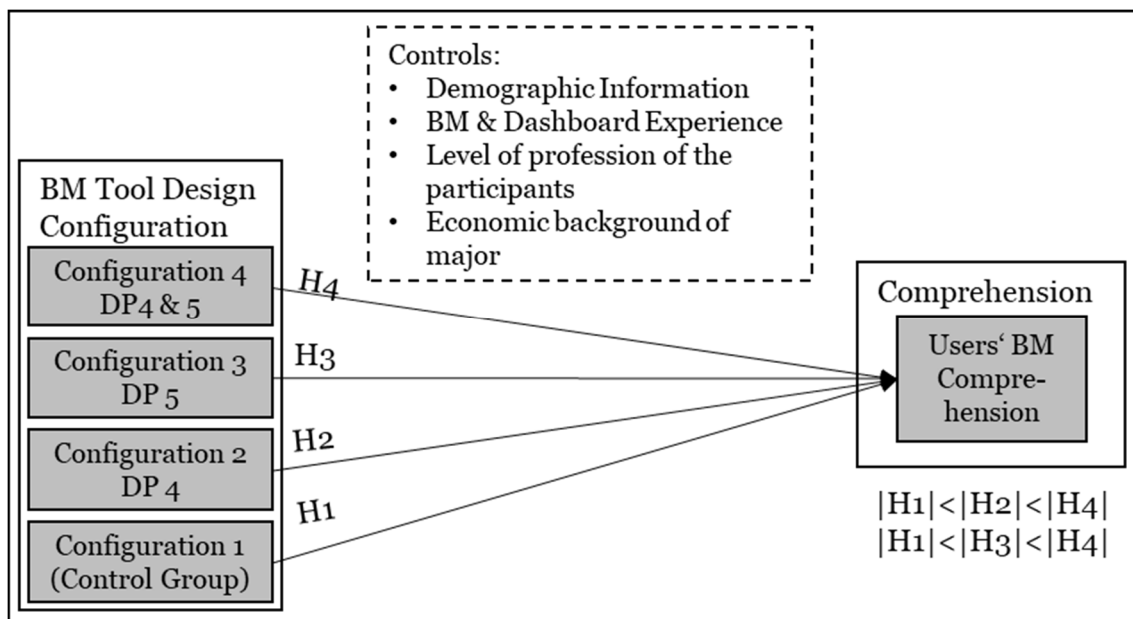 Controls:
• Demographic Information
• BM & Dashboard Experience
• Level of profession of the
participants
• Economic background of
major
BM Tool Design
Configuration
Configuration 4
DP4 & 5
Configuration 3
DP 5
Configuration 2
DP 4
Configuration 1
(Control Group)
H4
H3
H2
H1
Comprehension
Users‘ BM
Compre-
hension
|H1|<|H2|<|H4|
|H1|<|H3|<|H4|